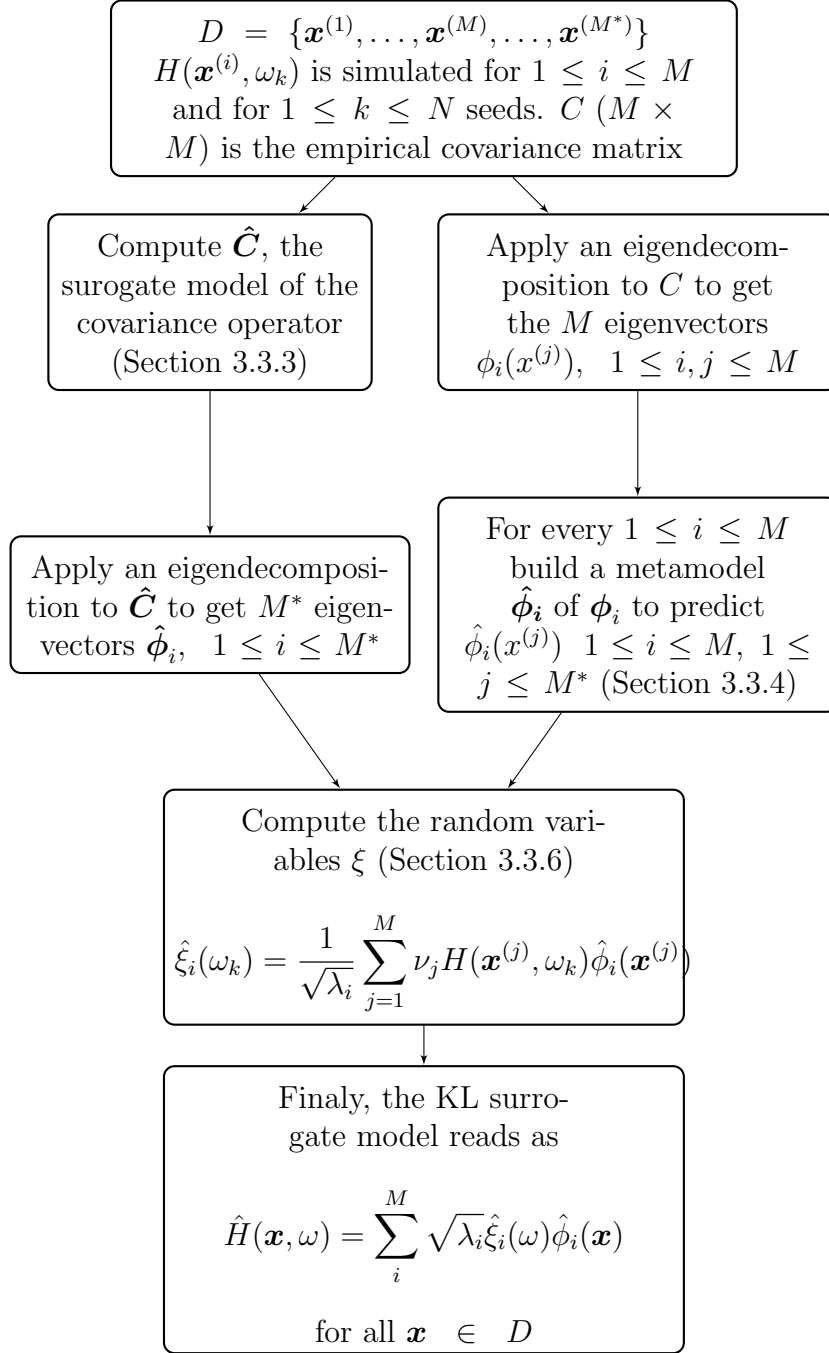 D = {x^{(1)}, . . . , x^{(M)}, . . . , x^{(M*)}}
H(x^{(i)}, ω_k) is simulated for 1 ≤ i ≤ M
and for 1 ≤ k ≤ N seeds. C (M ×
M) is the empirical covariance matrix
Compute Ĉ, the
surogate model of the
covariance operator
(Section 3.3.3)
Apply an eigendecom-
position to C to get
the M eigenvectors
ϕ_i(x^{(j)}), 1 ≤ i, j ≤ M
Apply an eigendecomposi-
tion to Ĉ to get M* eigen-
vectors ϕ̂_i, 1 ≤ i ≤ M*
For every 1 ≤ i ≤ M
build a metamodel
ϕ̂_i of ϕ_i to predict
ϕ̂_i(x^{(j)}) 1 ≤ i ≤ M, 1 ≤
j ≤ M* (Section 3.3.4)
Compute the random vari-
ables ξ (Section 3.3.6)
ξ̂_i(ω_k) = \frac{1}{\sqrt{λ_i}} \sum_{j=1}^{M} ν_j H(x^{(j)}, ω_k)ϕ̂_i(x^{(j)})
Finaly, the KL surro-
gate model reads as
Ĥ(x, ω) = \sum_{i}^{M} \sqrt{λ_i}ξ̂_i(ω)ϕ̂_i(x)
for all x ∈ D